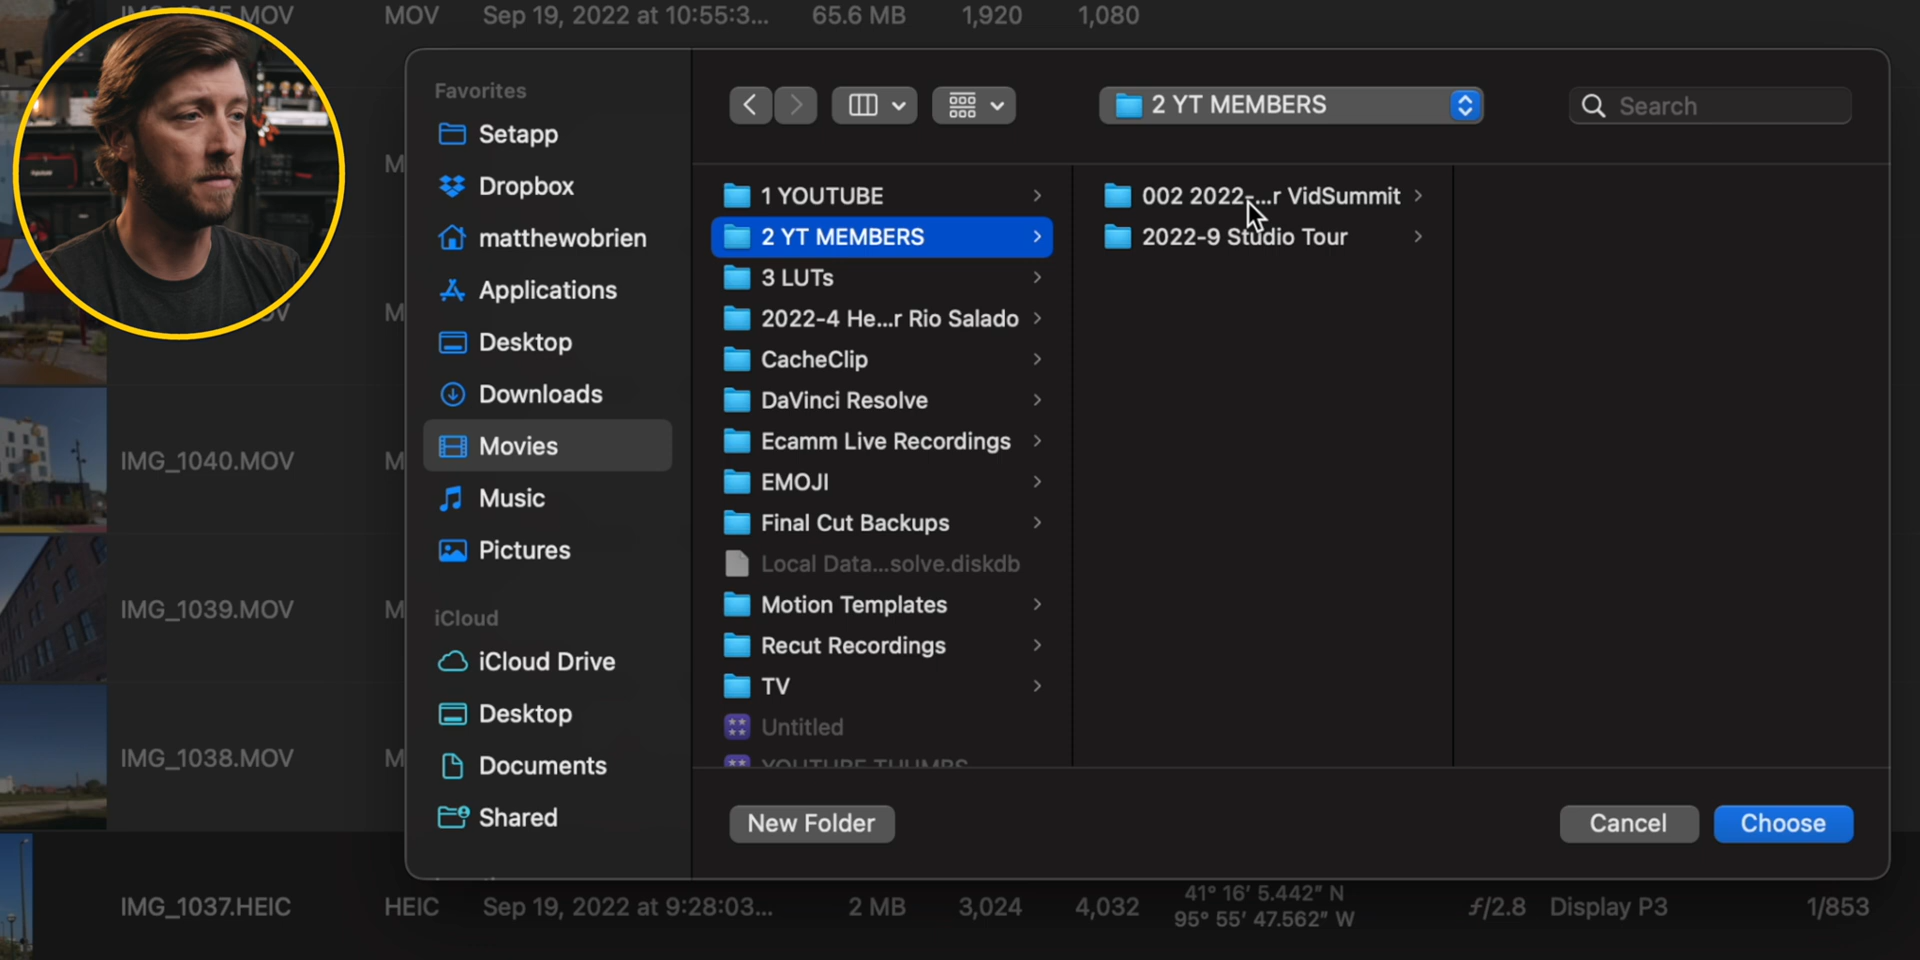 MOV
MOV
Sep 19, 2022 at 10:55:3...
65.6 MB
1,920
1,080
Favorites
Setapp
Dropbox
matthewobrien
Applications
Desktop
Downloads
Movies
Music
Pictures
iCloud
iCloud Drive
Desktop
Documents
Shared
2 YT MEMBERS
Search
1 YOUTUBE
2 YT MEMBERS
3 LUTs
2022-4 He...r Rio Salado
CacheClip
DaVinci Resolve
Ecamm Live Recordings
EMOJI
Final Cut Backups
Local Data...solve.diskdb
Motion Templates
Recut Recordings
TV
Untitled
YOUTUBE THUMBS
002 2022-...r VidSummit
2022-9 Studio Tour
New Folder
Cancel
Choose
M
M
IMG_1040.MOV
M
IMG_1039.MOV
M
IMG_1038.MOV
M
IMG_1037.HEIC
HEIC
Sep 19, 2022 at 9:28:03...
2 MB
3,024
4,032
41° 16’ 5.442” N
95° 55’ 47.562” W
ƒ/2.8
Display P3
1/853